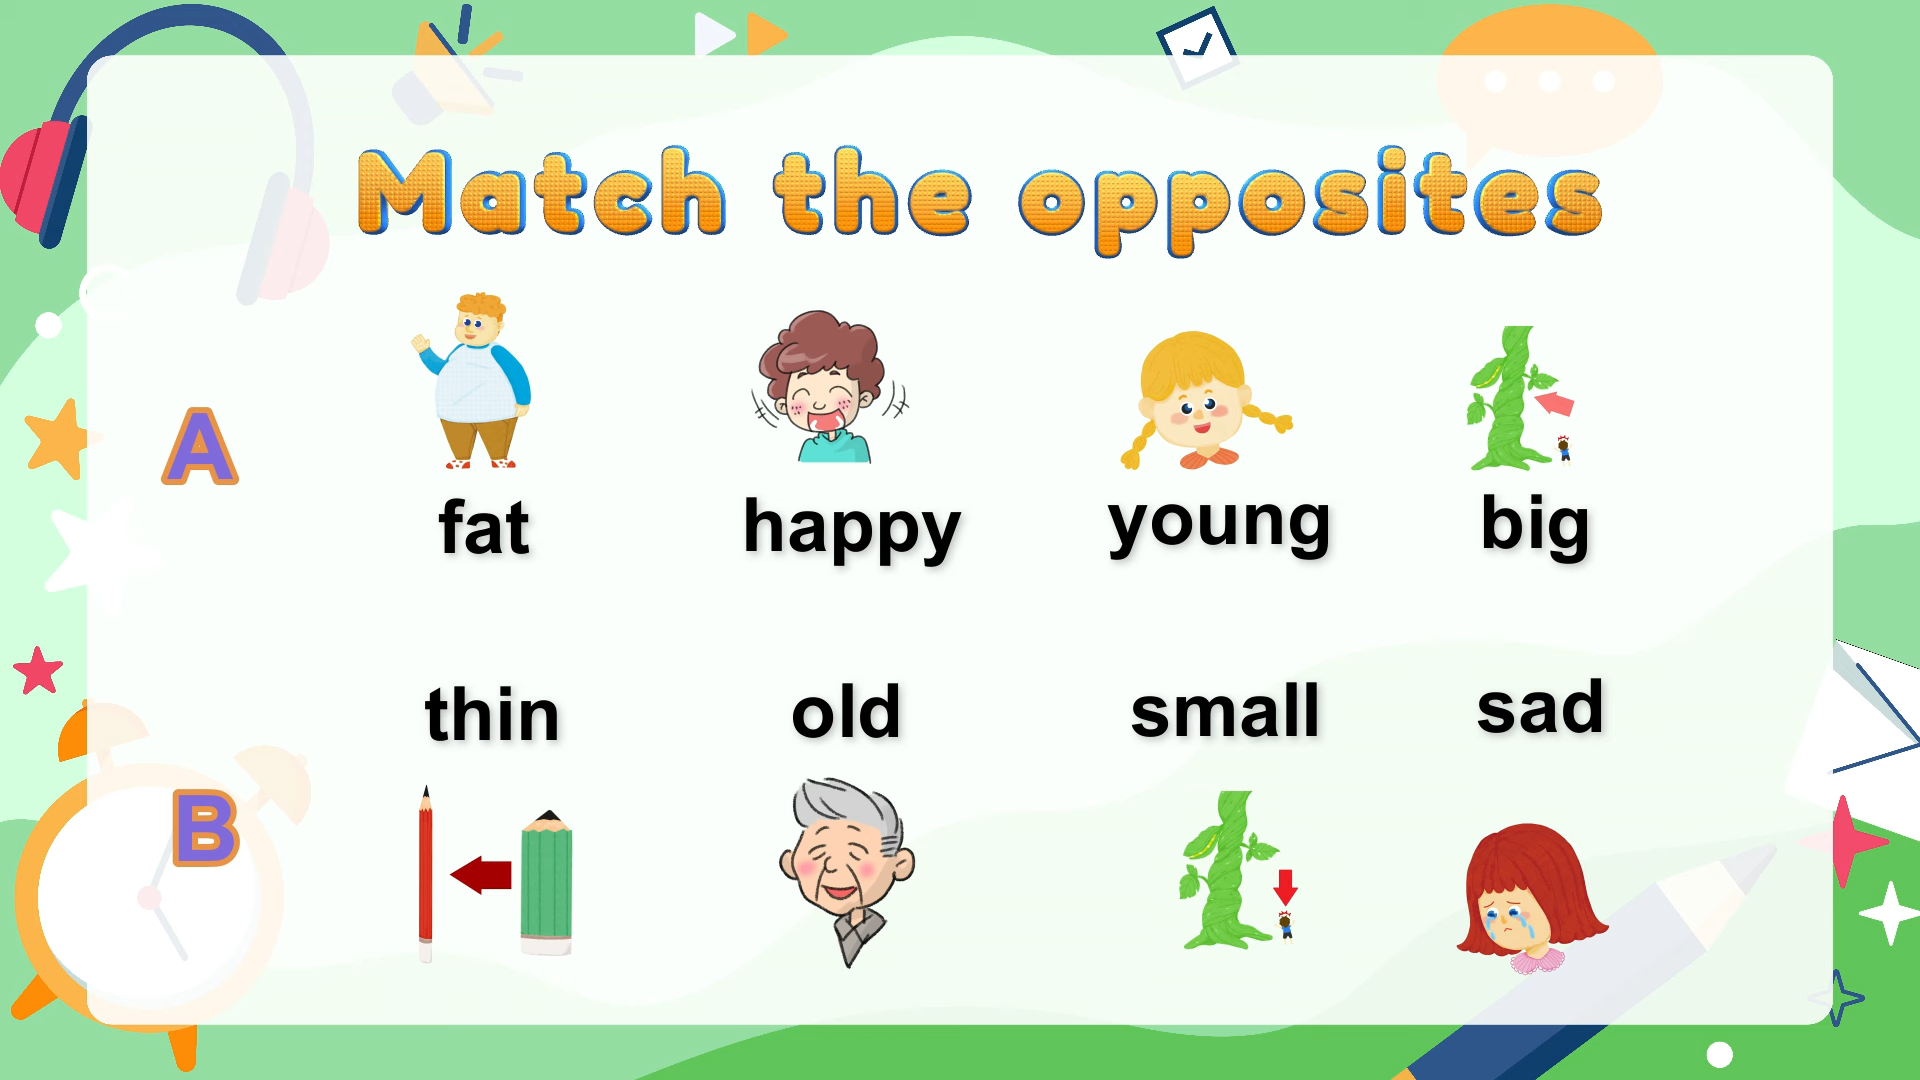 Match the opposites
A
fat happy young big
thin old small sad
B